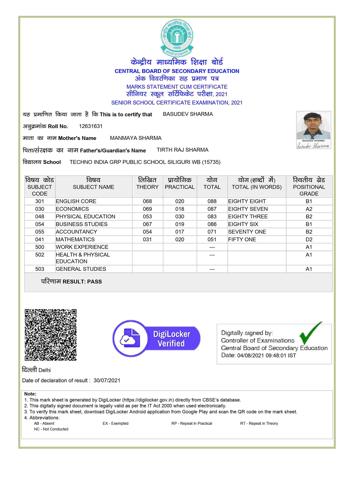 केन्द्रीय माध्यमिक शिक्षा बोर्ड
CENTRAL BOARD OF SECONDARY EDUCATION
अंक विवरणिका सह प्रमाण पत्र
MARKS STATEMENT CUM CERTIFICATE
सीनियर स्कूल सर्टिफिकेट परीक्षा, 2021
SENIOR SCHOOL CERTIFICATE EXAMINATION, 2021
यह प्रमाणित किया जाता है कि This is to certify that BASUDEV SHARMA
अनुक्रमांक Roll No. 12631631
माता का नाम Mother's Name MANMAYA SHARMA
पिता/संरक्षक का नाम Father's/Guardian's Name TIRTH RAJ SHARMA
विद्यालय School TECHNO INDIA GRP PUBLIC SCHOOL SILIGURI WB (15735)
विषय कोड विषय लिखित प्रायोगिक योग योग (शब्दों में) स्थितीय ग्रेड
SUBJECT CODE SUBJECT NAME THEORY PRACTICAL TOTAL TOTAL (IN WORDS) POSITIONAL GRADE
301 ENGLISH CORE 068 020 088 EIGHTY EIGHT B1
030 ECONOMICS 069 018 087 EIGHTY SEVEN A2
048 PHYSICAL EDUCATION 053 030 083 EIGHTY THREE B2
054 BUSINESS STUDIES 067 019 086 EIGHTY SIX B1
055 ACCOUNTANCY 054 017 071 SEVENTY ONE B2
041 MATHEMATICS 031 020 051 FIFTY ONE D2
500 WORK EXPERIENCE --- A1
502 HEALTH & PHYSICAL EDUCATION --- A1
503 GENERAL STUDIES --- A1
परिणाम RESULT: PASS
DigiLocker
Verified
Digitally signed by:
Controller of Examinations
Central Board of Secondary Education
Date: 04/08/2021 09:48:01 IST
दिल्ली Delhi
Date of declaration of result : 30/07/2021
Note:
1. This mark sheet is generated by DigiLocker (https://digilocker.gov.in) directly from CBSE's database.
2. This digitally signed document is legally valid as per the IT Act 2000 when used electronically.
3. To verify this mark sheet, download DigiLocker Android application from Google Play and scan the QR code on the mark sheet.
4. Abbreviations.
AB - Absent EX - Exempted RP - Repeat in Practical RT - Repeat in Theory
NC - Not Conducted